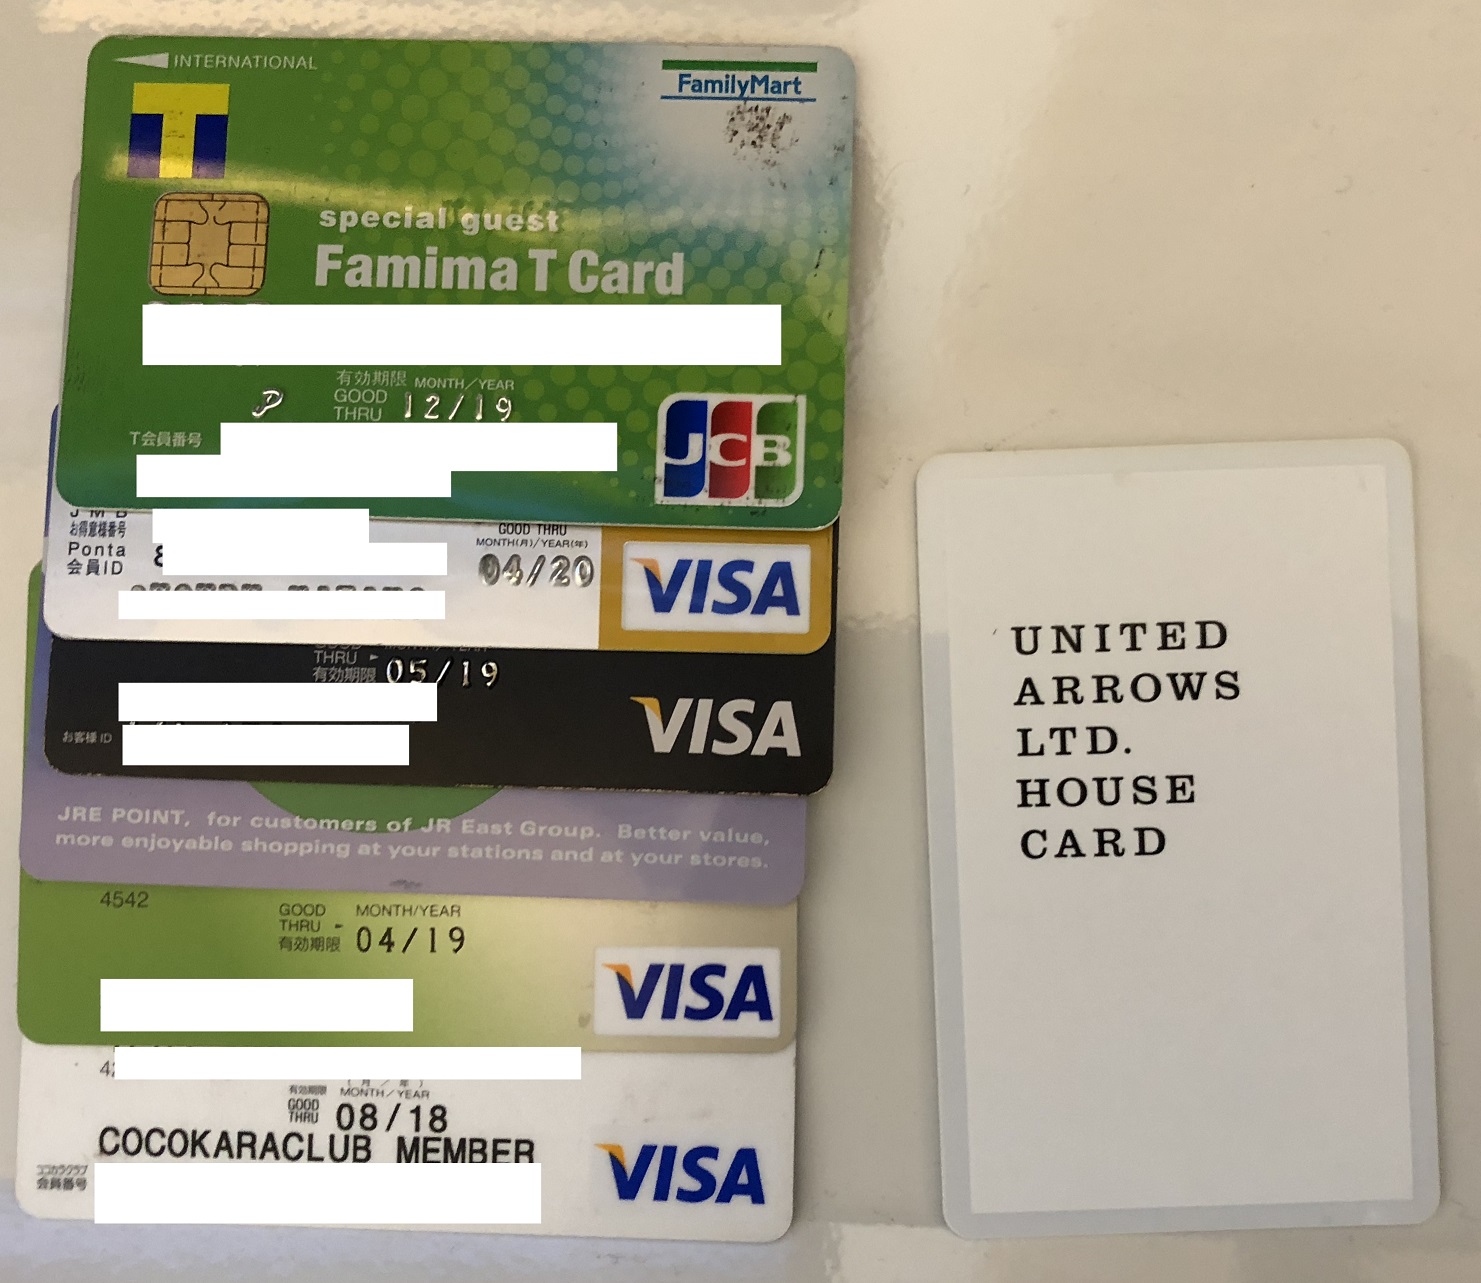 INTERNATIONAL
FamilyMart
T
special guest
Famima T Card
有効期限 MONTH/YEAR
GOOD
THRU 12/19
P
T会員番号
JCB
JMB
お得意様番号
Ponta
会員ID
GOOD THRU
MONTH(月)/YEAR(年)
04/20
VISA
THRU
有効期限 05/19
お客様ID
VISA
JRE POINT, for customers of JR East Group. Better value,
more enjoyable shopping at your stations and at your stores.
4542
GOOD MONTH/YEAR
THRU
有効期限 04/19
VISA
(月/年)
有効期限 MONTH/YEAR
GOOD
THRU 08/18
COCOKARACLUB MEMBER
ココカラクラブ
会員番号
VISA
UNITED
ARROWS
LTD.
HOUSE
CARD